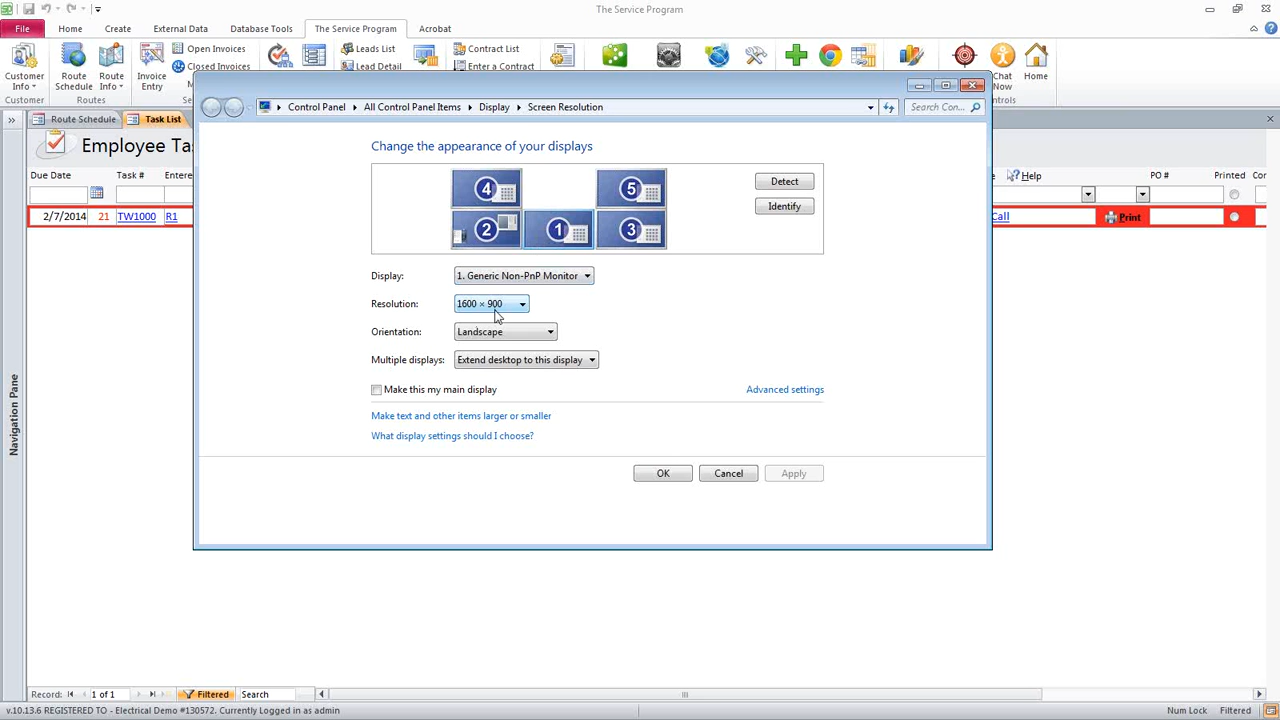 The Service Program
File Home Create External Data Database Tools The Service Program Acrobat
Customer Info Route Schedule Route Info Invoice Entry Open Invoices Closed Invoices Leads List Lead Detail Contract List Enter a Contract Chat Now Home
Customer Routes Se ntrols
Control Panel All Control Panel Items Display Screen Resolution Search Con...
Route Schedule Task List
Employee Ta
Due Date Task # Entered Help PO # Printed Cor
2/7/2014 21 TW1000 R1 Call Print
Change the appearance of your displays
4 5
2 1 3
Detect
Identify
Display: 1. Generic Non-PnP Monitor
Resolution: 1600 × 900
Orientation: Landscape
Multiple displays: Extend desktop to this display
Make this my main display Advanced settings
Make text and other items larger or smaller
What display settings should I choose?
OK Cancel Apply
Navigation Pane
Record: 1 of 1 Filtered Search
v.10.13.6 REGISTERED TO - Electrical Demo #130572. Currently Logged in as admin Num Lock Filtered